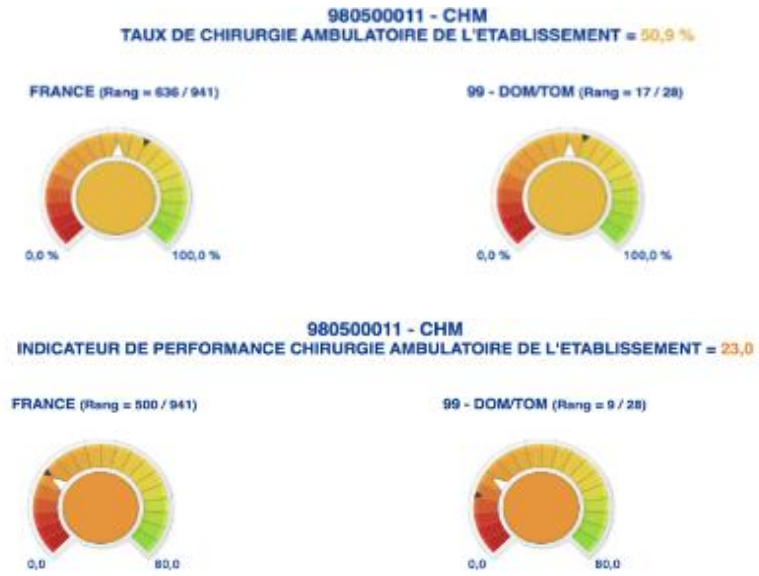 980500011 - CHM
TAUX DE CHIRURGIE AMBULATOIRE DE L'ETABLISSEMENT = 50,9 %
FRANCE (Rang = 636 / 941)
99 - DOM/TOM (Rang = 17 / 28)
0,0 %
100,0 %
0,0 %
100,0 %
980500011 - CHM
INDICATEUR DE PERFORMANCE CHIRURGIE AMBULATOIRE DE L'ETABLISSEMENT = 23,0
FRANCE (Rang = 500 / 941)
99 - DOM/TOM (Rang = 9 / 28)
0,0
80,0
0,0
80,0